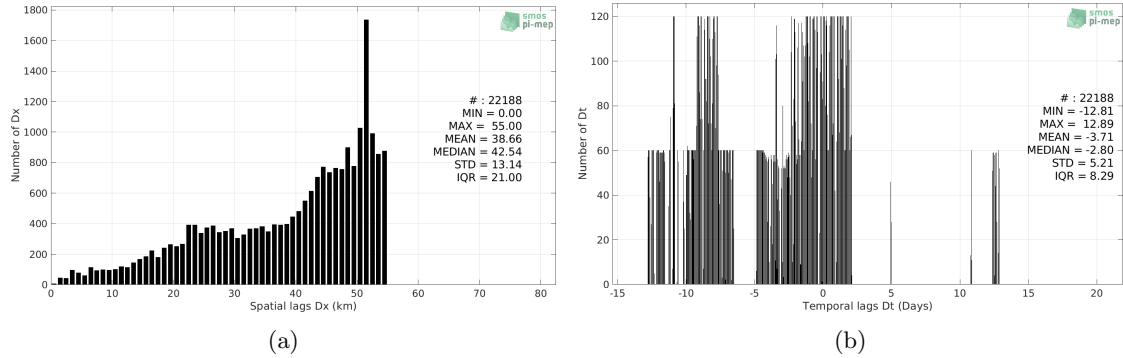 1800
1600
1400
1200
1000
800
600
400
200
0
Number of Dx
0 10 20 30 40 50 60 70 80
Spatial lags Dx (km)
smos
pi-mep
# : 22188
MIN = 0.00
MAX = 55.00
MEAN = 38.66
MEDIAN = 42.54
STD = 13.14
IQR = 21.00
(a)
120
100
80
60
40
20
0
Number of Dt
-15 -10 -5 0 5 10 15 20
Temporal lags Dt (Days)
smos
pi-mep
# : 22188
MIN = -12.81
MAX = 12.89
MEAN = -3.71
MEDIAN = -2.80
STD = 5.21
IQR = 8.29
(b)